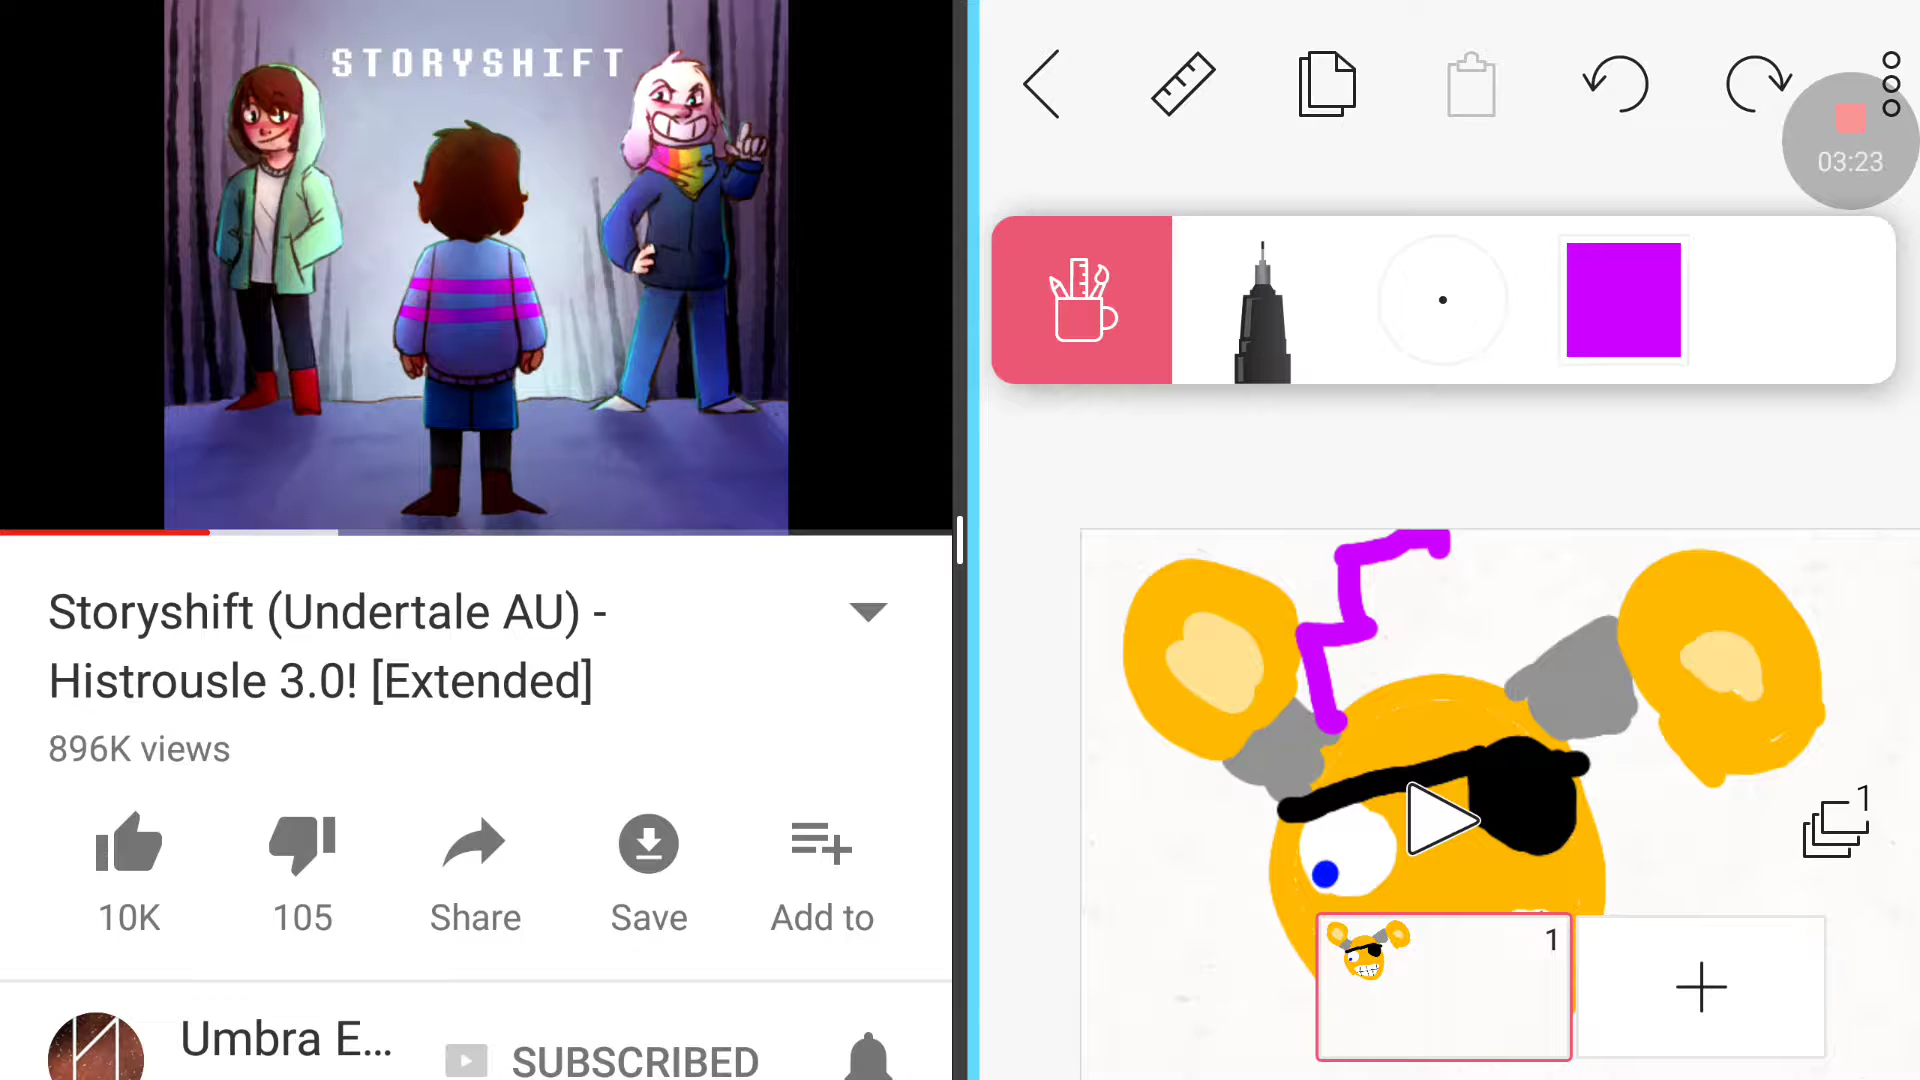 STORYSHIFT
Storyshift (Undertale AU) -
Histrousle 3.0! [Extended]
896K views
10K
105
Share
Save
Add to
Umbra E...
SUBSCRIBED
03:23
1
1